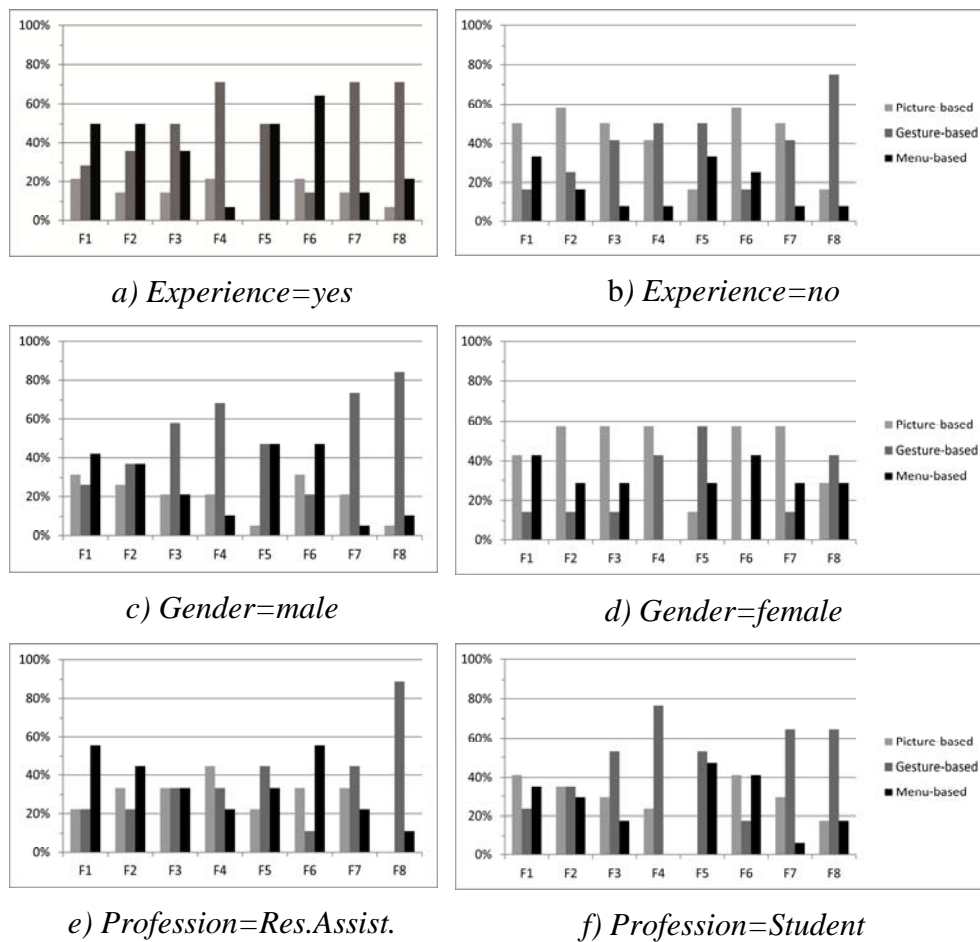 100%
80%
60%
40%
20%
0%
F1 F2 F3 F4 F5 F6 F7 F8
a) Experience=yes
100%
80%
60%
40%
20%
0%
F1 F2 F3 F4 F5 F6 F7 F8
Picture-based
Gesture-based
Menu-based
b) Experience=no
100%
80%
60%
40%
20%
0%
F1 F2 F3 F4 F5 F6 F7 F8
c) Gender=male
100%
80%
60%
40%
20%
0%
F1 F2 F3 F4 F5 F6 F7 F8
Picture-based
Gesture-based
Menu-based
d) Gender=female
100%
80%
60%
40%
20%
0%
F1 F2 F3 F4 F5 F6 F7 F8
e) Profession=Res.Assist.
100%
80%
60%
40%
20%
0%
F1 F2 F3 F4 F5 F6 F7 F8
Picture-based
Gesture-based
Menu-based
f) Profession=Student